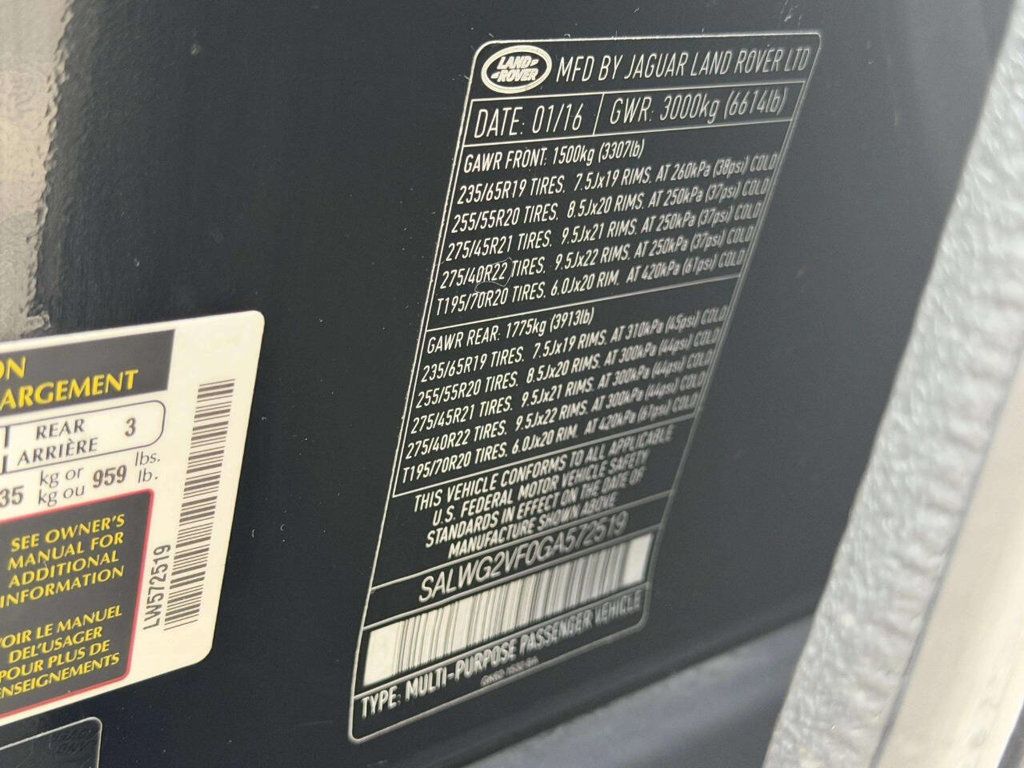 LAND
ROVER
MFD BY JAGUAR LAND ROVER LTD
DATE: 01/16 GWR: 3000kg (6614lb)
GAWR FRONT. 1500kg (3307lb)
235/65R19 TIRES. 7.5Jx19 RIMS. AT 260kPa (38psi) COLD
255/55R20 TIRES. 8.5Jx20 RIMS. AT 250kPa (37psi) COLD
275/45R21 TIRES. 9.5Jx21 RIMS. AT 250kPa (37psi) COLD
275/40R22 TIRES. 9.5Jx22 RIMS. AT 250kPa (37psi) COLD
T195/70R20 TIRES. 6.0Jx20 RIM. AT 420kPa (61psi) COLD
GAWR REAR. 1775kg (3913lb)
235/65R19 TIRES. 7.5Jx19 RIMS. AT 310kPa (45psi) COLD
255/55R20 TIRES. 8.5Jx20 RIMS. AT 300kPa (44psi) COLD
275/45R21 TIRES. 9.5Jx21 RIMS. AT 300kPa (44psi) COLD
275/40R22 TIRES. 9.5Jx22 RIMS. AT 300kPa (44psi) COLD
T195/70R20 TIRES. 6.0Jx20 RIM. AT 420kPa (61psi) COLD
THIS VEHICLE CONFORMS TO ALL APPLICABLE
U.S. FEDERAL MOTOR VEHICLE SAFETY
STANDARDS IN EFFECT ON THE DATE OF
MANUFACTURE SHOWN ABOVE
SALWG2VF0GA572519
TYPE: MULTI-PURPOSE PASSENGER VEHICLE
ON
ARGEMENT
REAR 3
ARRIÈRE
35 kg or 959 lbs.
kg ou lb.
SEE OWNER'S
MANUAL FOR
ADDITIONAL
INFORMATION
OIR LE MANUEL
DEL'USAGER
POUR PLUS DE
NSEIGNEMENTS
LW572519